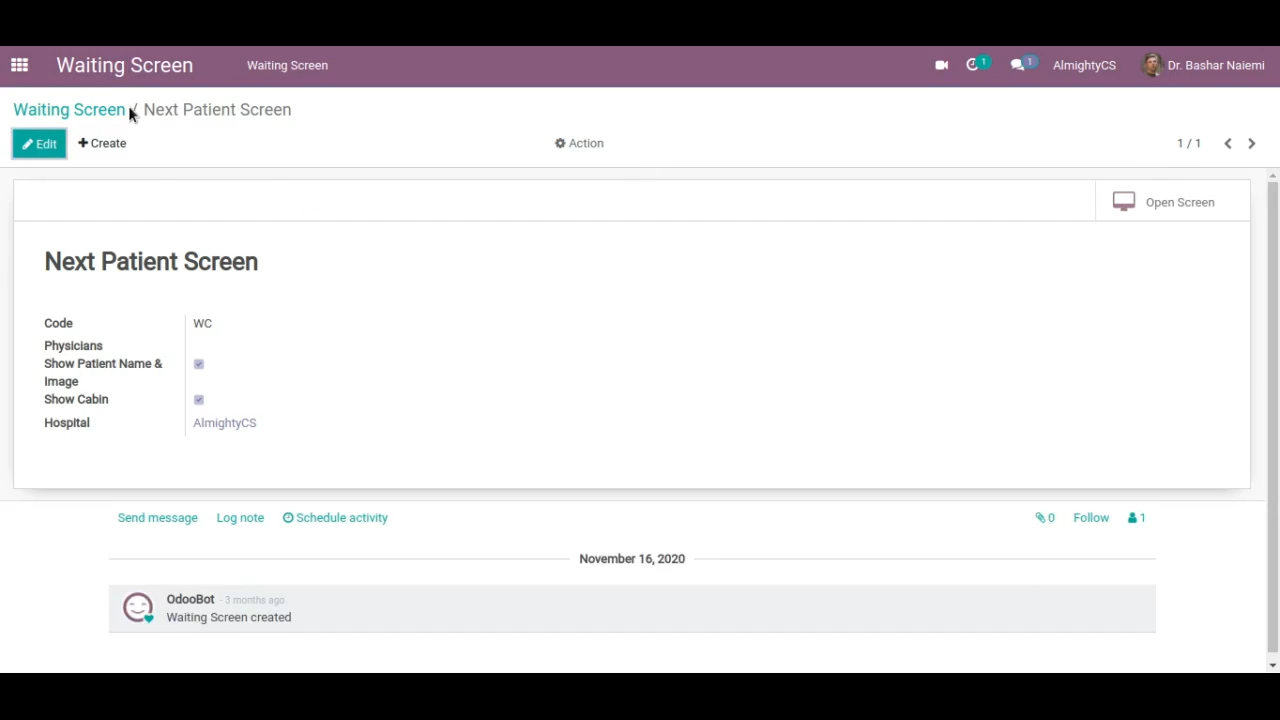 Waiting Screen Waiting Screen 1 1 AlmightyCS Dr. Bashar Naiemi
Waiting Screen / Next Patient Screen
Edit Create Action 1 / 1
Open Screen
Next Patient Screen
Code WC
Physicians
Show Patient Name &
Image
Show Cabin
Hospital AlmightyCS
Send message Log note Schedule activity 0 Follow 1
November 16, 2020
OdooBot - 3 months ago
Waiting Screen created